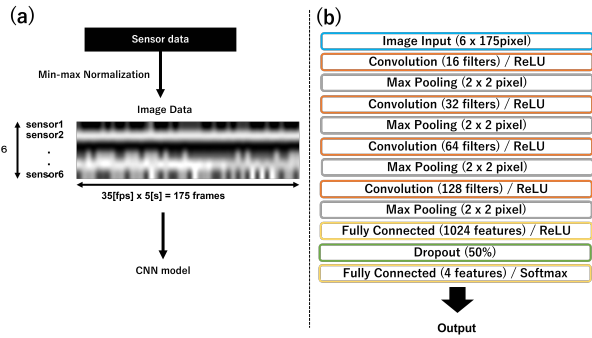 (a)
Sensor data
Min-max Normalization
Image Data
sensor1
sensor2
.
.
sensor6
6
35[fps] x 5[s] = 175 frames
CNN model
(b)
Image Input (6 x 175pixel)
Convolution (16 filters) / ReLU
Max Pooling (2 x 2 pixel)
Convolution (32 filters) / ReLU
Max Pooling (2 x 2 pixel)
Convolution (64 filters) / ReLU
Max Pooling (2 x 2 pixel)
Convolution (128 filters) / ReLU
Max Pooling (2 x 2 pixel)
Fully Connected (1024 features) / ReLU
Dropout (50%)
Fully Connected (4 features) / Softmax
Output